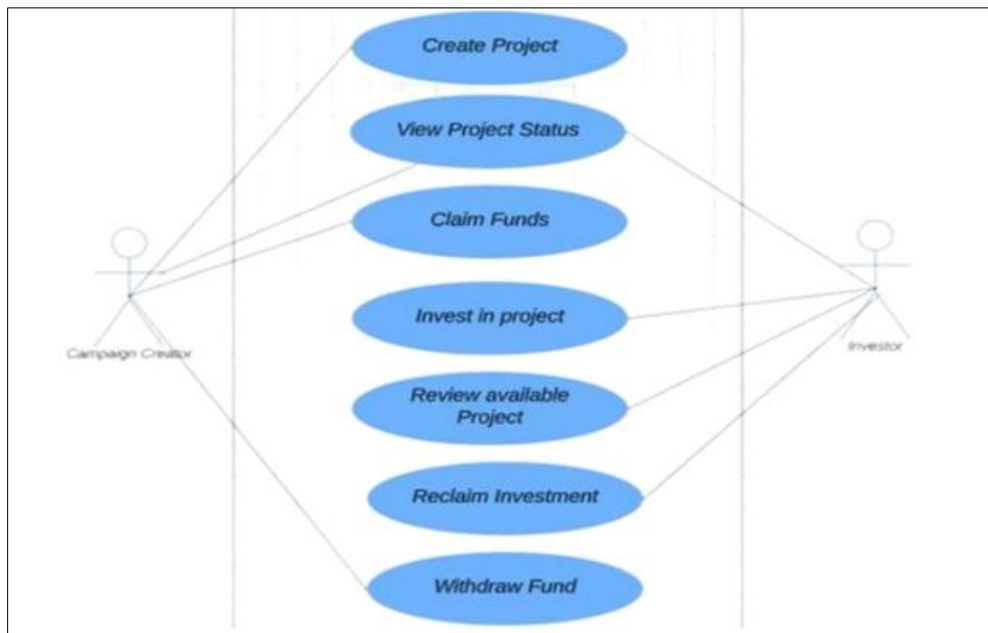 Create Project
View Project Status
Claim Funds
Campaign Creator
Invest in project
Investor
Review available
Project
Reclaim Investment
Withdraw Fund